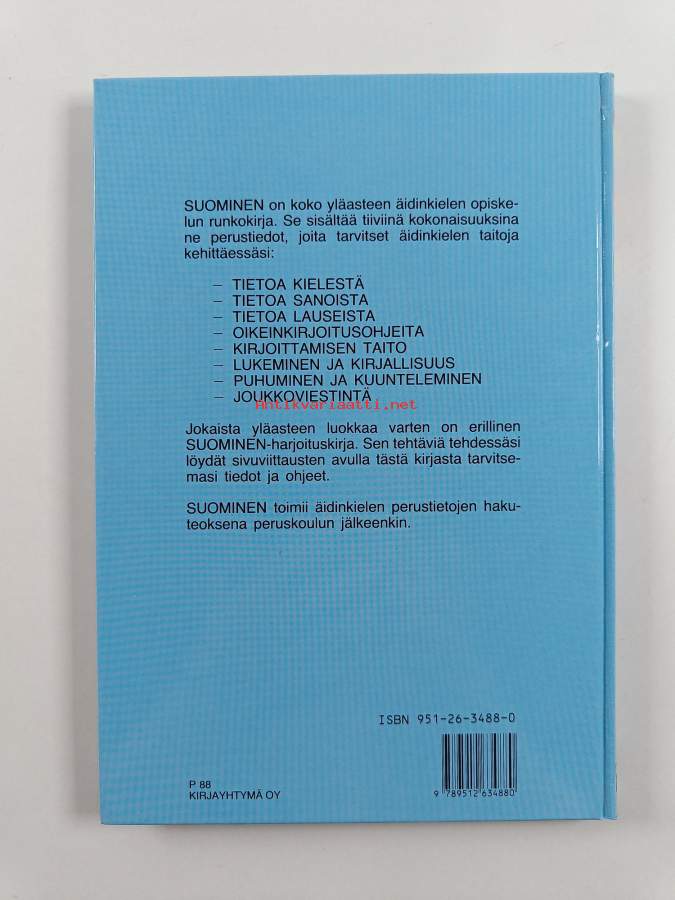 SUOMINEN on koko yläasteen äidinkielen opiske-
lun runkokirja. Se sisältää tiiviinä kokonaisuuksina
ne perustiedot, joita tarvitset äidinkielen taitoja
kehittäessäsi:
– TIETOA KIELESTÄ
– TIETOA SANOISTA
– TIETOA LAUSEISTA
– OIKEINKIRJOITUSOHJEITA
– KIRJOITTAMISEN TAITO
– LUKEMINEN JA KIRJALLISUUS
– PUHUMINEN JA KUUNTELEMINEN
– JOUKKOVIESTINTÄ
Antikvariaatti.net
Jokaista yläasteen luokkaa varten on erillinen
SUOMINEN-harjoituskirja. Sen tehtäviä tehdessäsi
löydät sivuviittausten avulla tästä kirjasta tarvitse-
masi tiedot ja ohjeet.
SUOMINEN toimii äidinkielen perustietojen haku-
teoksena peruskoulun jälkeenkin.
ISBN 951-26-3488-0
9 789512 634880
P 88
KIRJAYHTYMÄ OY